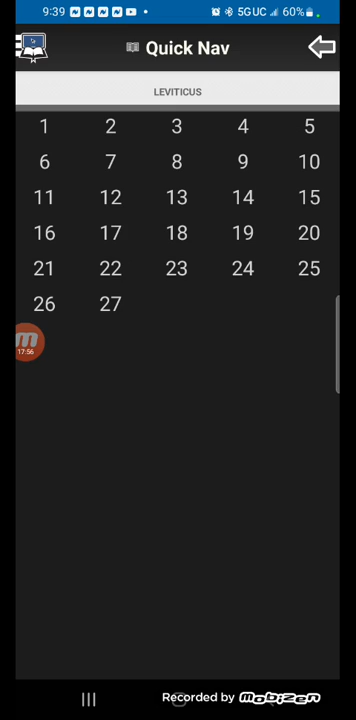 9:39 5GUC 60%
Quick Nav
LEVITICUS
1 2 3 4 5
6 7 8 9 10
11 12 13 14 15
16 17 18 19 20
21 22 23 24 25
26 27
17:56
Recorded by mobizen